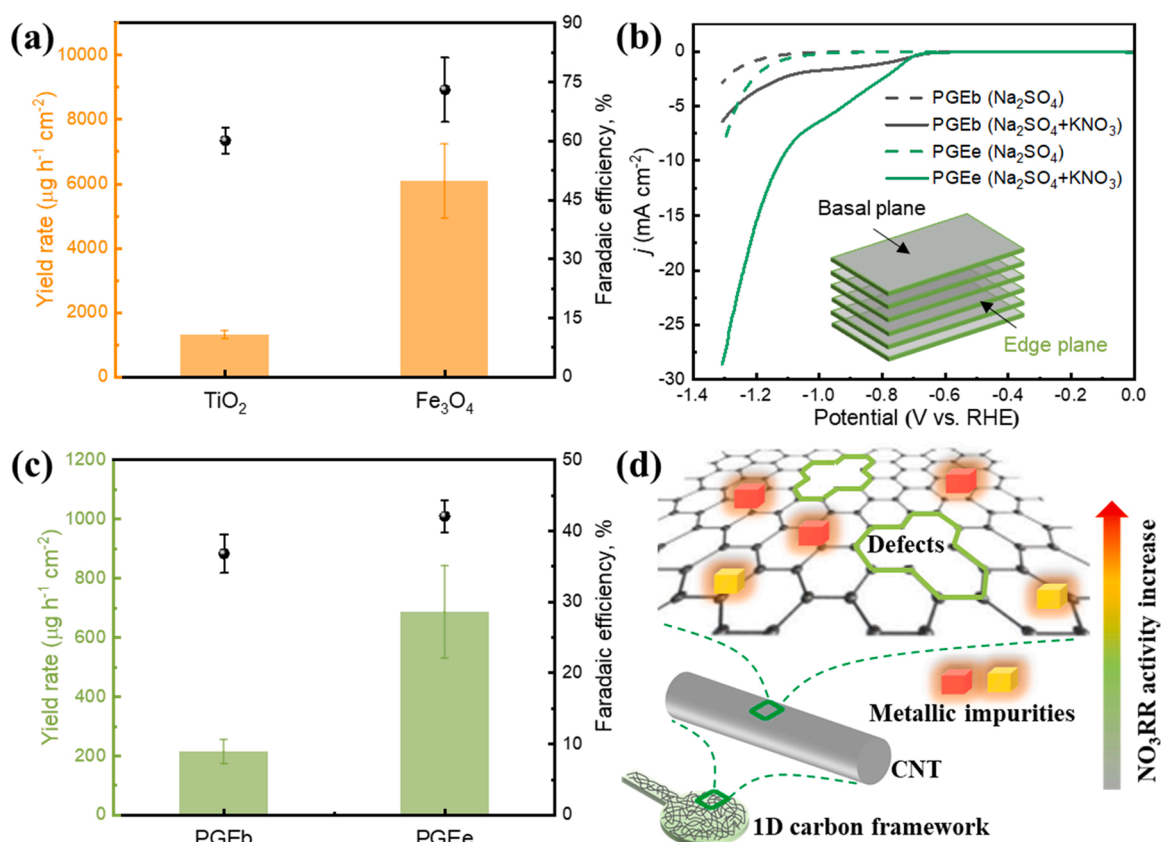 (a)
Yield rate (µg h⁻¹ cm⁻²)
10000
8000
6000
4000
2000
0
Faradaic efficiency, %
90
75
60
45
30
15
0
TiO₂
Fe₃O₄
(b)
j (mA cm⁻²)
0
-5
-10
-15
-20
-25
-30
PGEb (Na₂SO₄)
PGEb (Na₂SO₄+KNO₃)
PGEe (Na₂SO₄)
PGEe (Na₂SO₄+KNO₃)
Basal plane
Edge plane
-1.4 -1.2 -1.0 -0.8 -0.6 -0.4 -0.2 0.0
Potential (V vs. RHE)
(c)
Yield rate (µg h⁻¹ cm⁻²)
1200
1000
800
600
400
200
0
Faradaic efficiency, %
50
40
30
20
10
0
PGEb
PGEe
(d)
Defects
Metallic impurities
CNT
1D carbon framework
NO₃RR activity increase